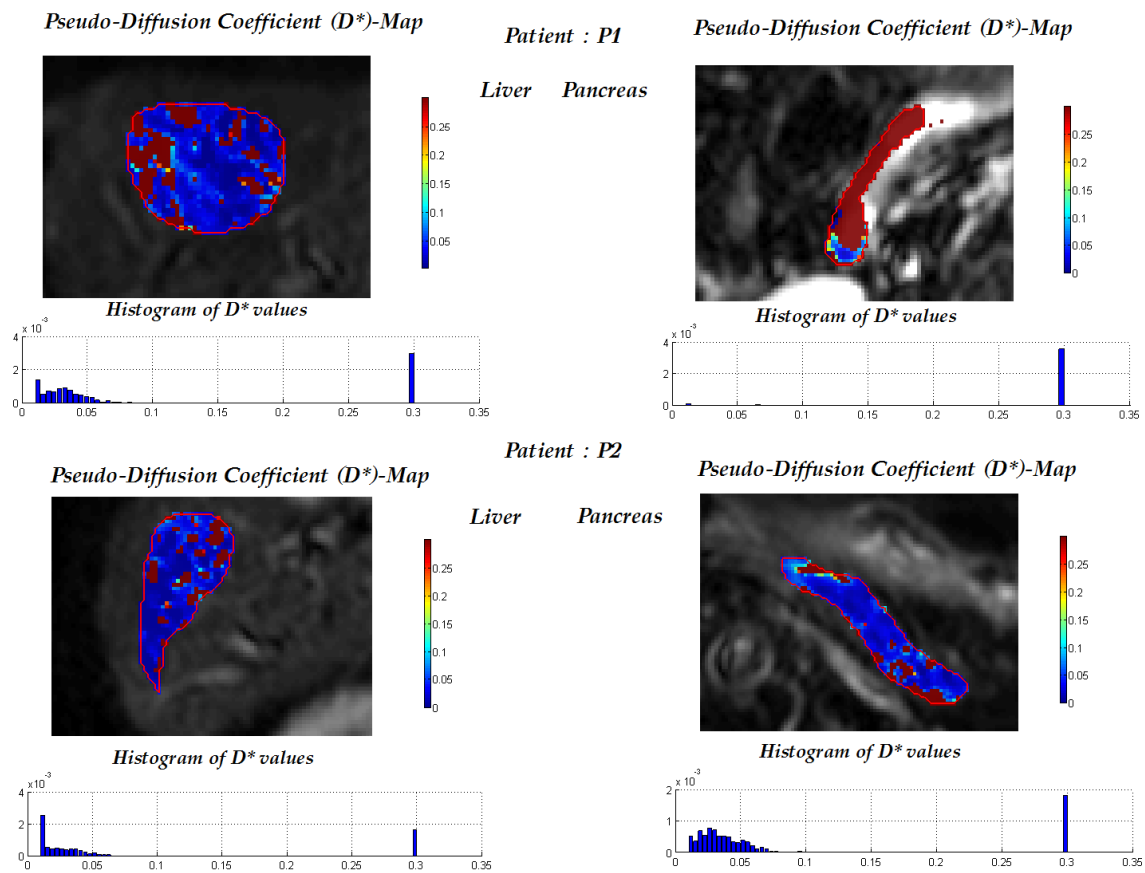 Pseudo-Diffusion Coefficient (D*)-Map
Patient : P1
Pseudo-Diffusion Coefficient (D*)-Map
Liver Pancreas
0.25
0.2
0.15
0.1
0.05
0.25
0.2
0.15
0.1
0.05
0
Histogram of D* values
x 10⁻³
4
2
0
0 0.05 0.1 0.15 0.2 0.25 0.3 0.35
Histogram of D* values
x 10⁻³
4
2
0
0 0.05 0.1 0.15 0.2 0.25 0.3 0.35
Patient : P2
Pseudo-Diffusion Coefficient (D*)-Map
Pseudo-Diffusion Coefficient (D*)-Map
Liver Pancreas
0.25
0.2
0.15
0.1
0.05
0
0.25
0.2
0.15
0.1
0.05
0
Histogram of D* values
x 10⁻³
4
2
0
0 0.05 0.1 0.15 0.2 0.25 0.3 0.35
Histogram of D* values
x 10⁻³
2
1
0
0 0.05 0.1 0.15 0.2 0.25 0.3 0.35